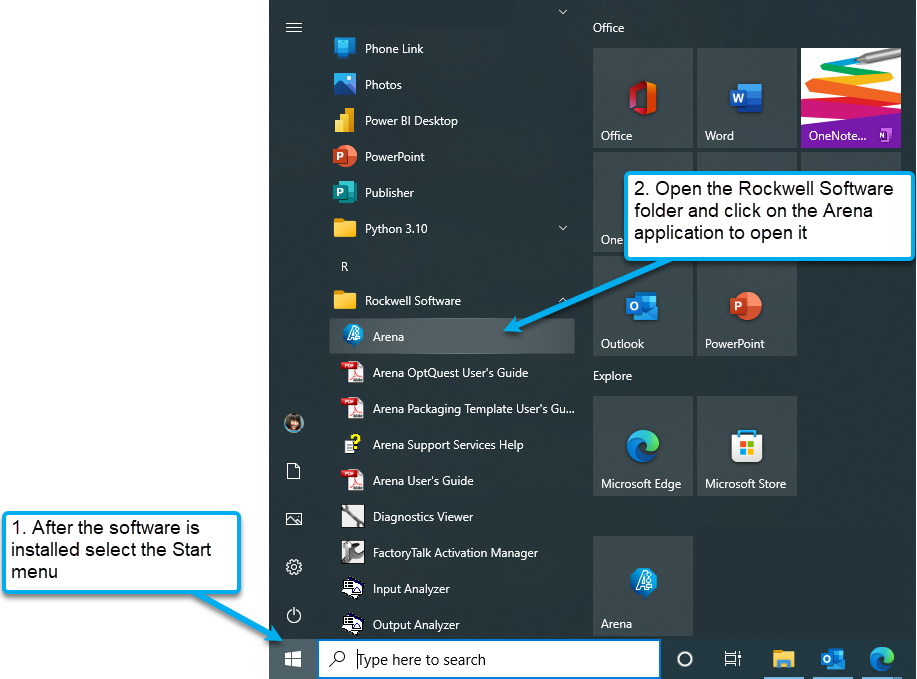 Office
Phone Link
Photos
Power BI Desktop
PowerPoint
Publisher
Python 3.10
R
Rockwell Software
Arena
Arena OptQuest User's Guide
Arena Packaging Template User's Gu...
Arena Support Services Help
Arena User's Guide
Diagnostics Viewer
FactoryTalk Activation Manager
Input Analyzer
Output Analyzer
Office
Word
OneNote...
2. Open the Rockwell Software
folder and click on the Arena
application to open it
One
Outlook
PowerPoint
Explore
Microsoft Edge
Microsoft Store
Arena
1. After the software is
installed select the Start
menu
Type here to search